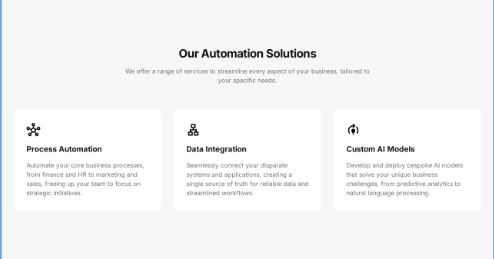 Our Automation Solutions
We offer a range of services to streamline every aspect of your business, tailored to
your specific needs.
Process Automation
Automate your core business processes,
from finance and HR to marketing and
sales, freeing up your team to focus on
strategic initiatives.
Data Integration
Seamlessly connect your disparate
systems and applications, creating a
single source of truth for reliable data and
streamlined workflows.
Custom AI Models
Develop and deploy bespoke AI models
that solve your unique business
challenges, from predictive analytics to
natural language processing.